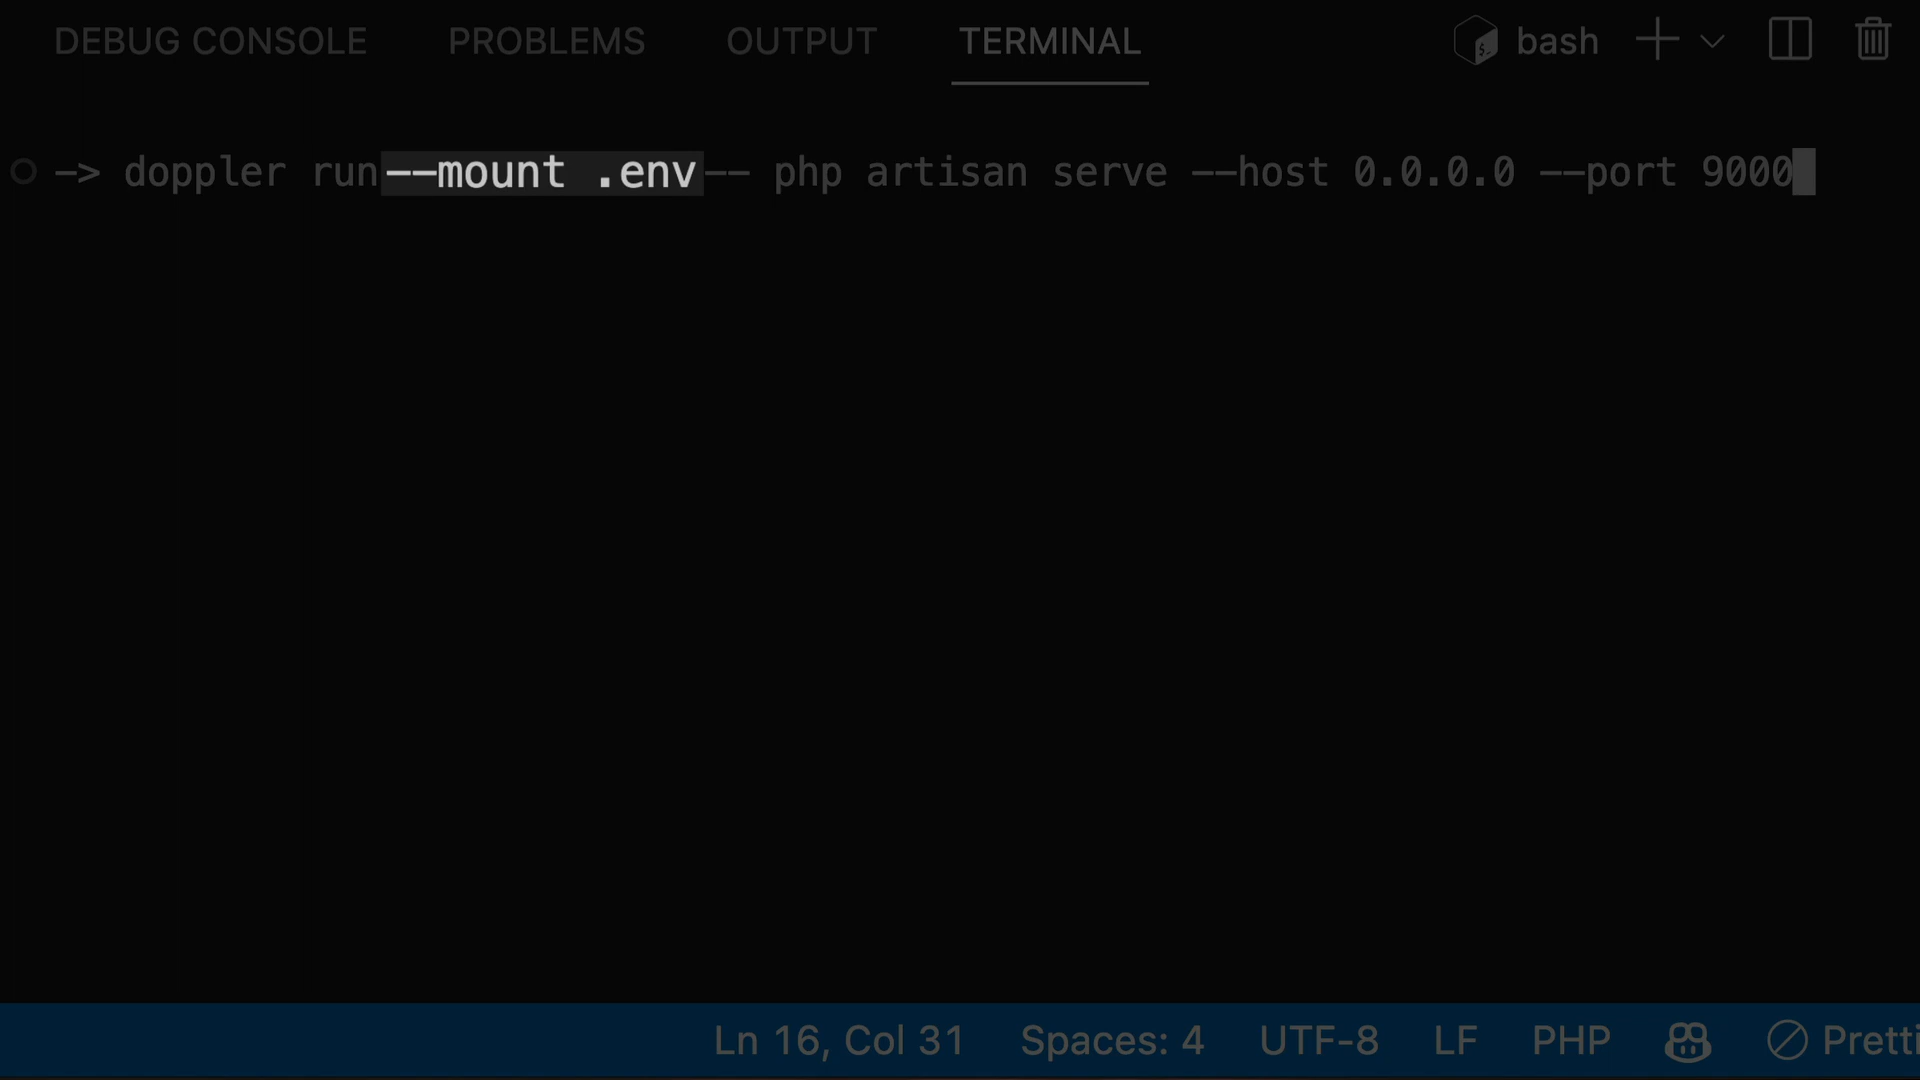 DEBUG CONSOLE PROBLEMS OUTPUT TERMINAL bash
-> doppler run --mount .env -- php artisan serve --host 0.0.0.0 --port 9000
Ln 16, Col 31 Spaces: 4 UTF-8 LF PHP Pretti